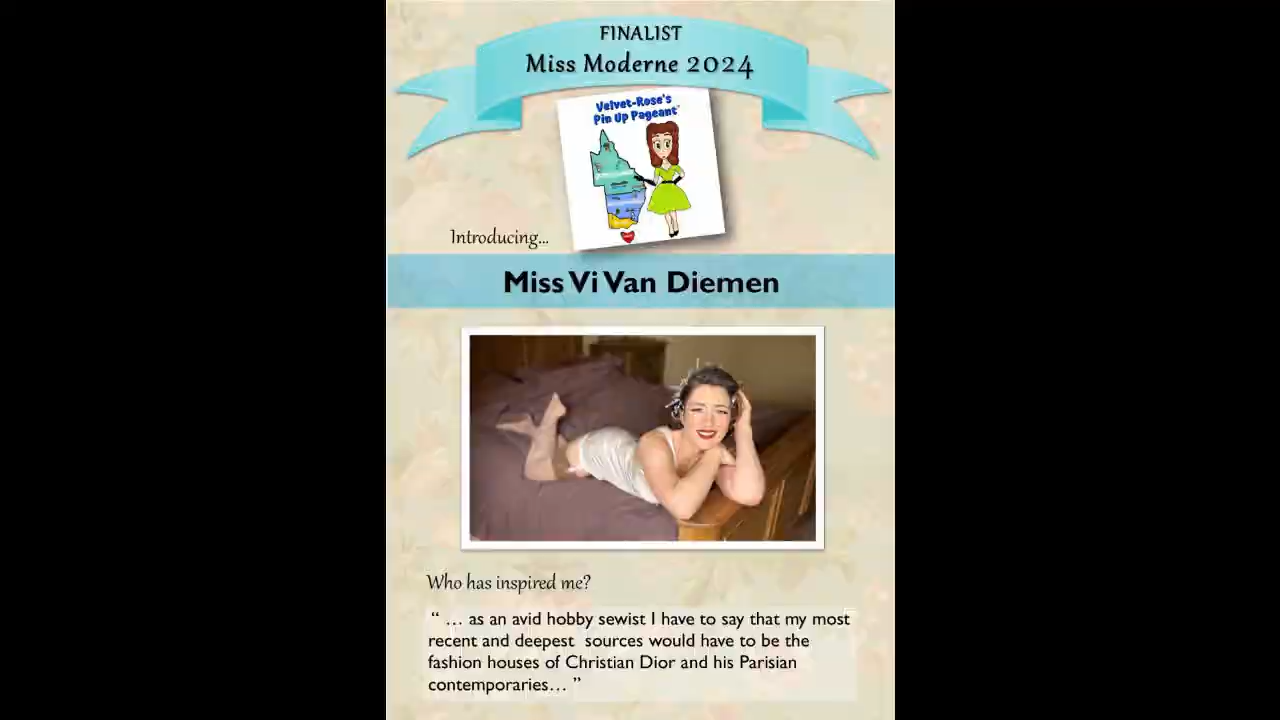 FINALIST
Miss Moderne 2024
Velvet-Rose's
Pin Up Pageant
Introducing...
Miss Vi Van Diemen
Who has inspired me?
“ … as an avid hobby sewist I have to say that my most
recent and deepest sources would have to be the
fashion houses of Christian Dior and his Parisian
contemporaries… ”